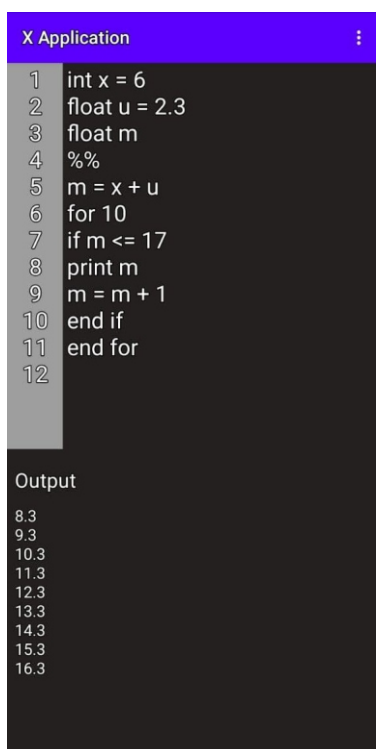 X Application
1 int x = 6
2 float u = 2.3
3 float m
4 %%
5 m = x + u
6 for 10
7 if m <= 17
8 print m
9 m = m + 1
10 end if
11 end for
12
Output
8.3
9.3
10.3
11.3
12.3
13.3
14.3
15.3
16.3